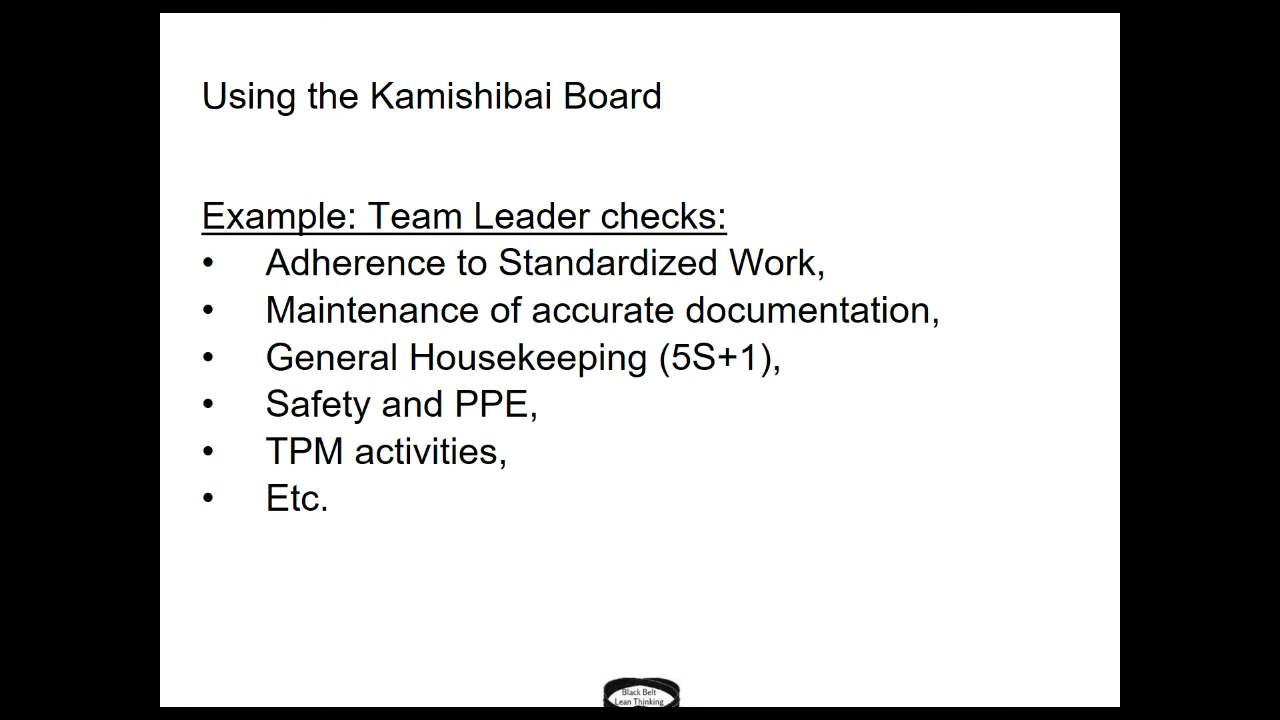 Using the Kamishibai Board
Example: Team Leader checks:
• Adherence to Standardized Work,
• Maintenance of accurate documentation,
• General Housekeeping (5S+1),
• Safety and PPE,
• TPM activities,
• Etc.
Black Belt
Lean Thinking